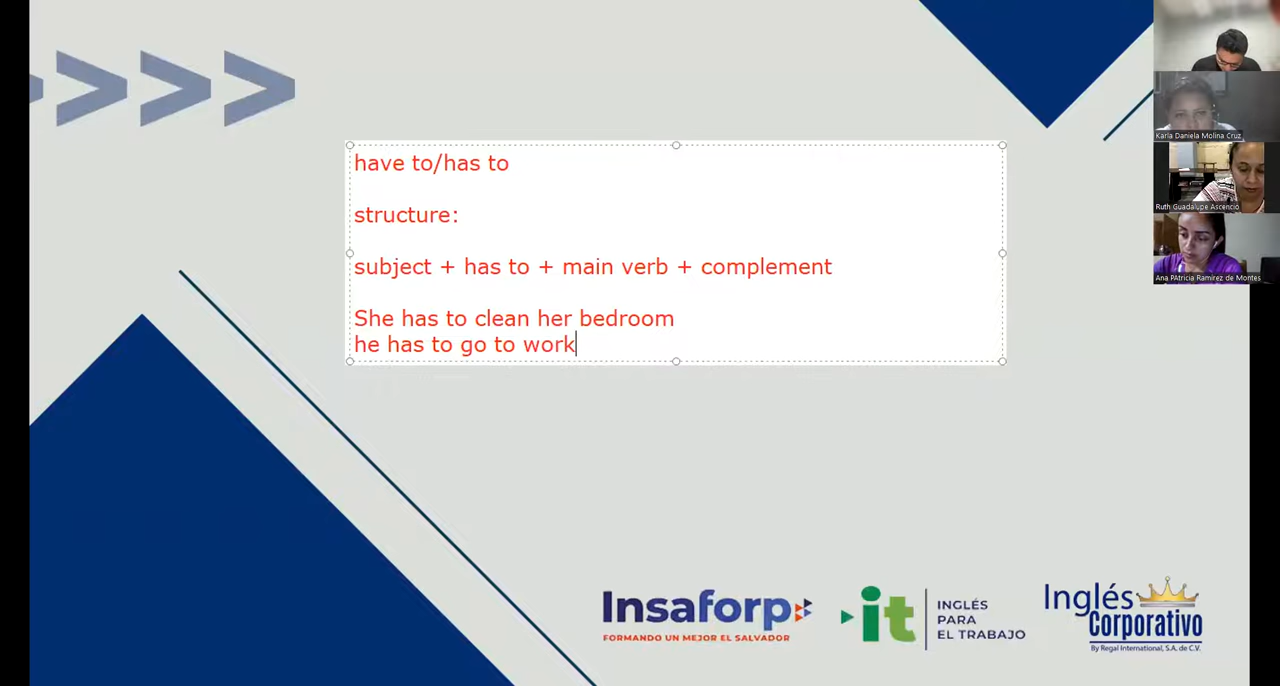 have to/has to
structure:
subject + has to + main verb + complement
She has to clean her bedroom
he has to go to work
Karla Daniela Molina Cruz
Ruth Guadalupe Ascencio
Ana PAtricia Ramirez de Montes
Insaforp
FORMANDO UN MEJOR EL SALVADOR
it
INGLÉS
PARA
EL TRABAJO
Inglés
Corporativo
By Regal International, S.A. de C.V.